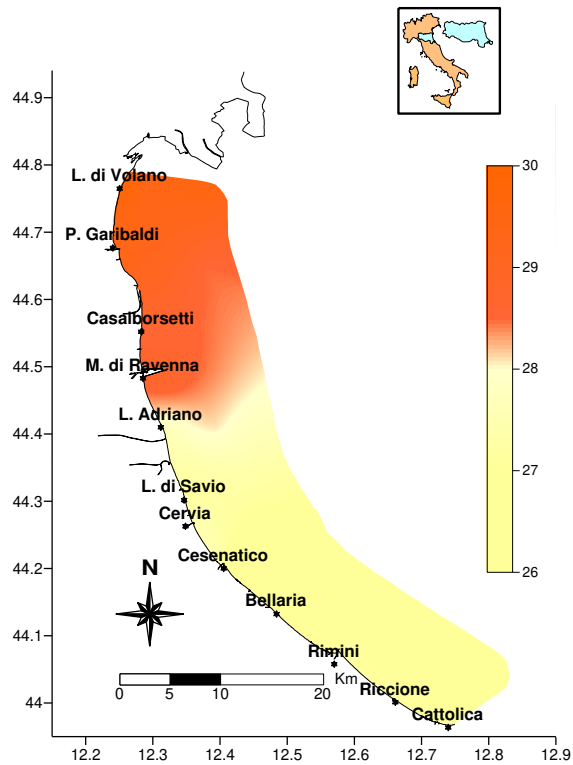 44.9
44.8
44.7
44.6
44.5
44.4
44.3
44.2
44.1
44
L. di Volano
P. Garibaldi
Casalborsetti
M. di Ravenna
L. Adriano
L. di Savio
Cervia
Cesenatico
Bellaria
Rimini
Riccione
Cattolica
30
29
28
27
26
N
Km
0 5 10 20
12.2 12.3 12.4 12.5 12.6 12.7 12.8 12.9